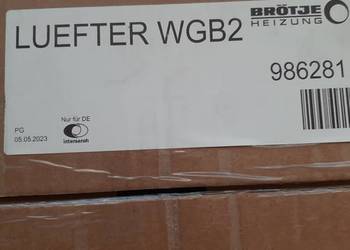 BRÖTJE
HEIZUNG
LUEFTER WGB2
986281
Nur für DE
PG
05.05.2023
interseroh